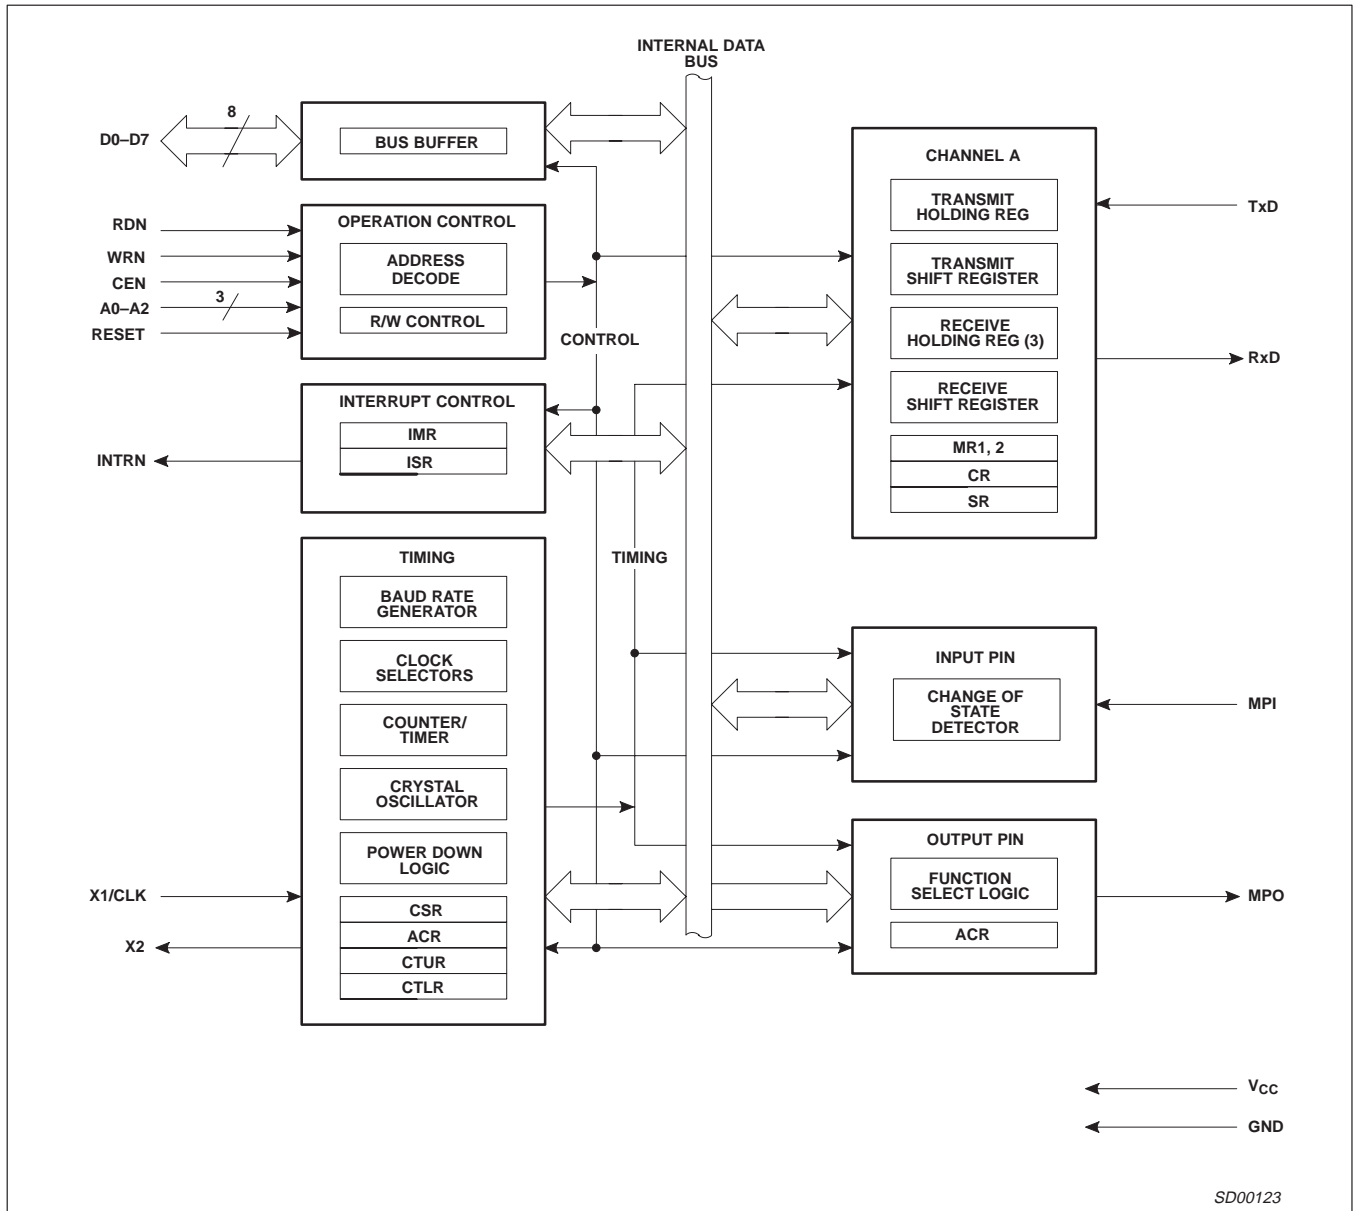 INTERNAL DATA
BUS
8
D0–D7
BUS BUFFER
RDN
WRN
CEN
A0–A2
3
RESET
OPERATION CONTROL
ADDRESS
DECODE
R/W CONTROL
CONTROL
INTERRUPT CONTROL
IMR
ISR
INTRN
TIMING
BAUD RATE
GENERATOR
CLOCK
SELECTORS
COUNTER/
TIMER
CRYSTAL
OSCILLATOR
POWER DOWN
LOGIC
CSR
ACR
CTUR
CTLR
X1/CLK
X2
TIMING
CHANNEL A
TRANSMIT
HOLDING REG
TRANSMIT
SHIFT REGISTER
RECEIVE
HOLDING REG (3)
RECEIVE
SHIFT REGISTER
MR1, 2
CR
SR
TxD
RxD
INPUT PIN
CHANGE OF
STATE
DETECTOR
MPI
OUTPUT PIN
FUNCTION
SELECT LOGIC
ACR
MPO
VCC
GND
SD00123